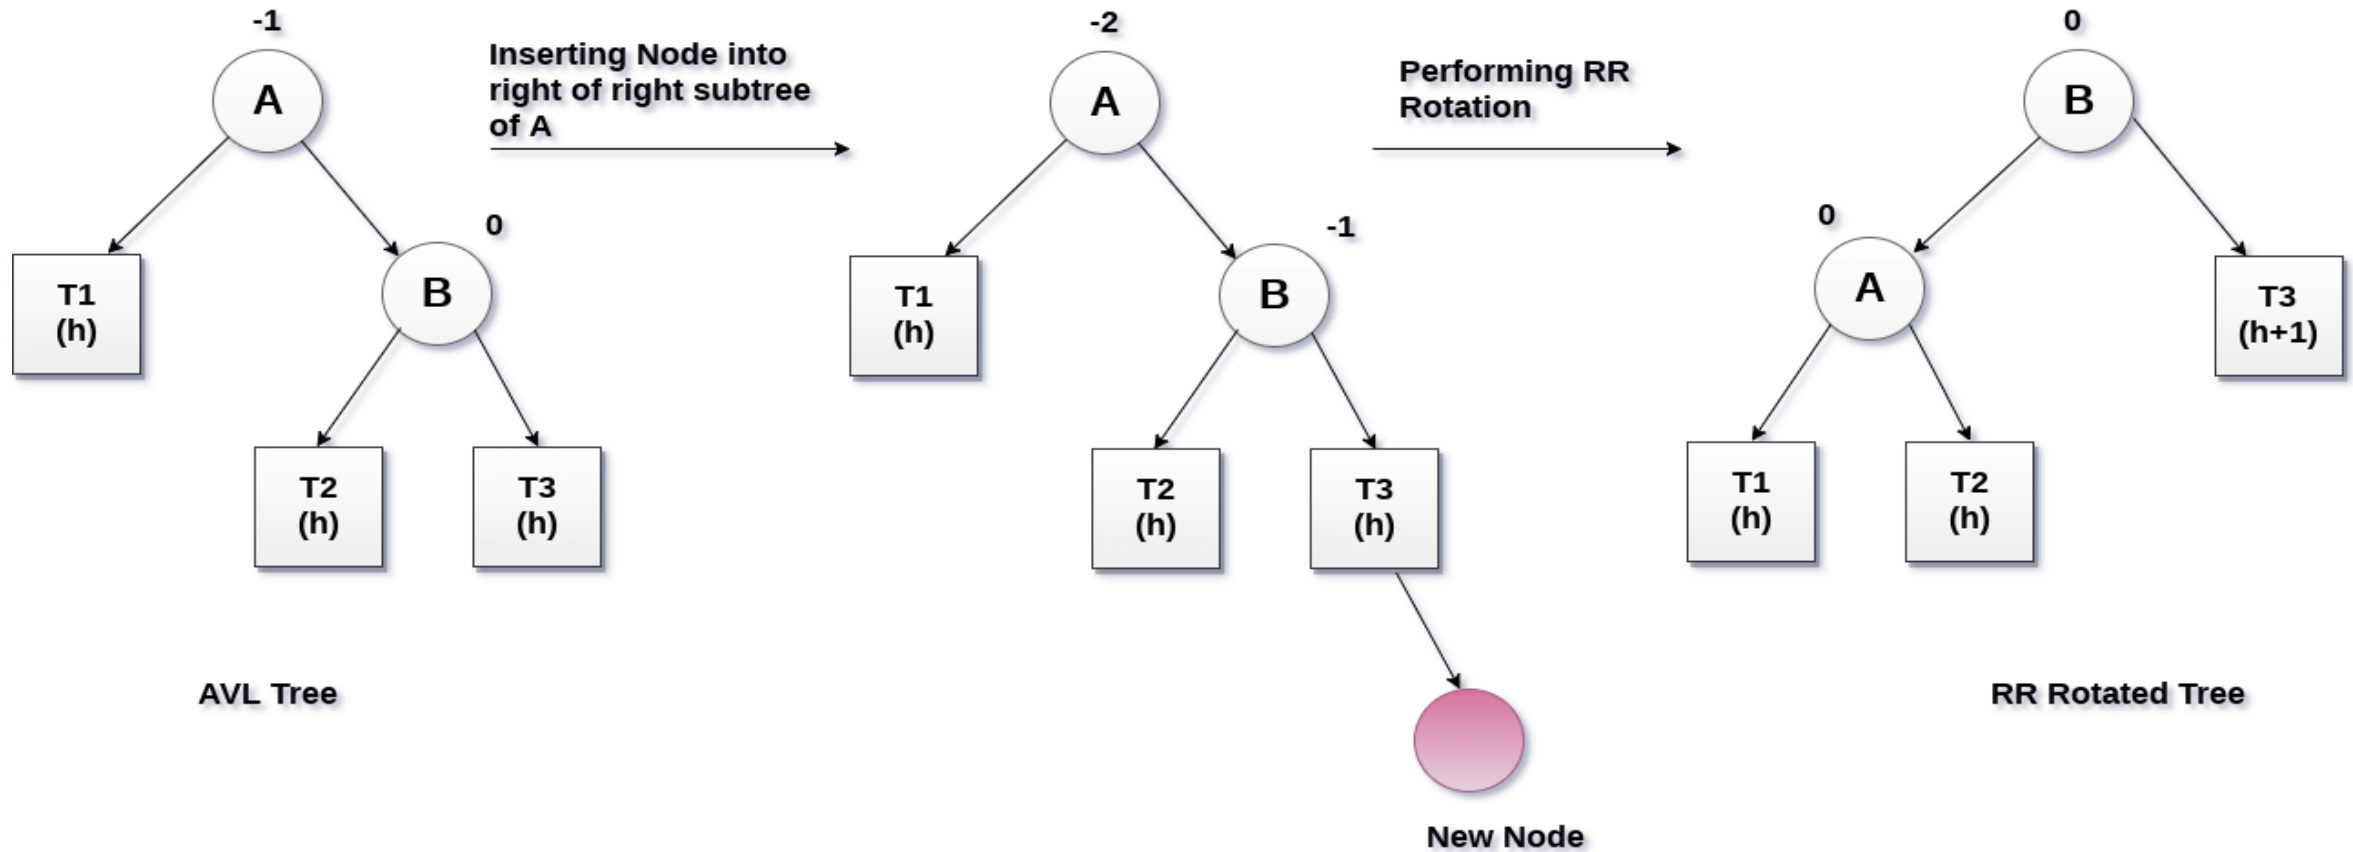 -1
A
T1
(h)
0
B
T2
(h)
T3
(h)
AVL Tree
Inserting Node into
right of right subtree
of A
-2
A
T1
(h)
-1
B
T2
(h)
T3
(h)
New Node
Performing RR
Rotation
0
B
0
A
T3
(h+1)
T1
(h)
T2
(h)
RR Rotated Tree